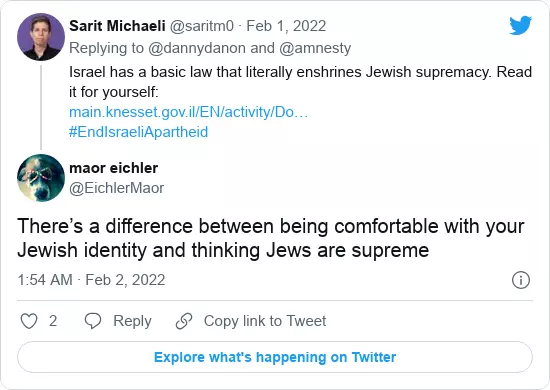 Sarit Michaeli @saritm0 · Feb 1, 2022
Replying to @dannydanon and @amnesty
Israel has a basic law that literally enshrines Jewish supremacy. Read
it for yourself:
main.knesset.gov.il/EN/activity/Do…
#EndIsraeliApartheid
maor eichler
@EichlerMaor
There’s a difference between being comfortable with your
Jewish identity and thinking Jews are supreme
1:54 AM · Feb 2, 2022
2 Reply Copy link to Tweet
Explore what's happening on Twitter